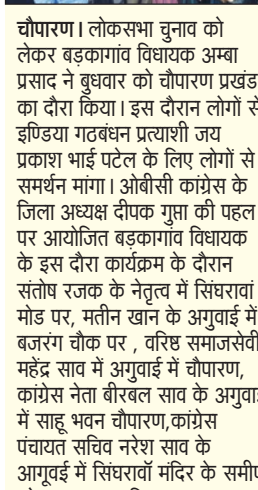 चौपारण। लोकसभा चुनाव को
लेकर बड़कागांव विधायक अम्बा
प्रसाद ने बुधवार को चौपारण प्रखंड
का दौरा किया। इस दौरान लोगों से
इण्डिया गठबंधन प्रत्याशी जय
प्रकाश भाई पटेल के लिए लोगों से
समर्थन मांगा। ओबीसी कांग्रेस के
जिला अध्यक्ष दीपक गुप्ता की पहल
पर आयोजित बड़कागांव विधायक
के इस दौरा कार्यक्रम के दौरान
संतोष रजक के नेतृत्व में सिंघरावां
मोड पर, मतीन खान के अगुवाई में
बजरंग चौक पर , वरिष्ठ समाजसेवी
महेंद्र साव में अगुवाई में चौपारण,
कांग्रेस नेता बीरबल साव के अगुवाई
में साहू भवन चौपारण,कांग्रेस
पंचायत सचिव नरेश साव के
आगूवई में सिंघरावॉ मंदिर के समीप